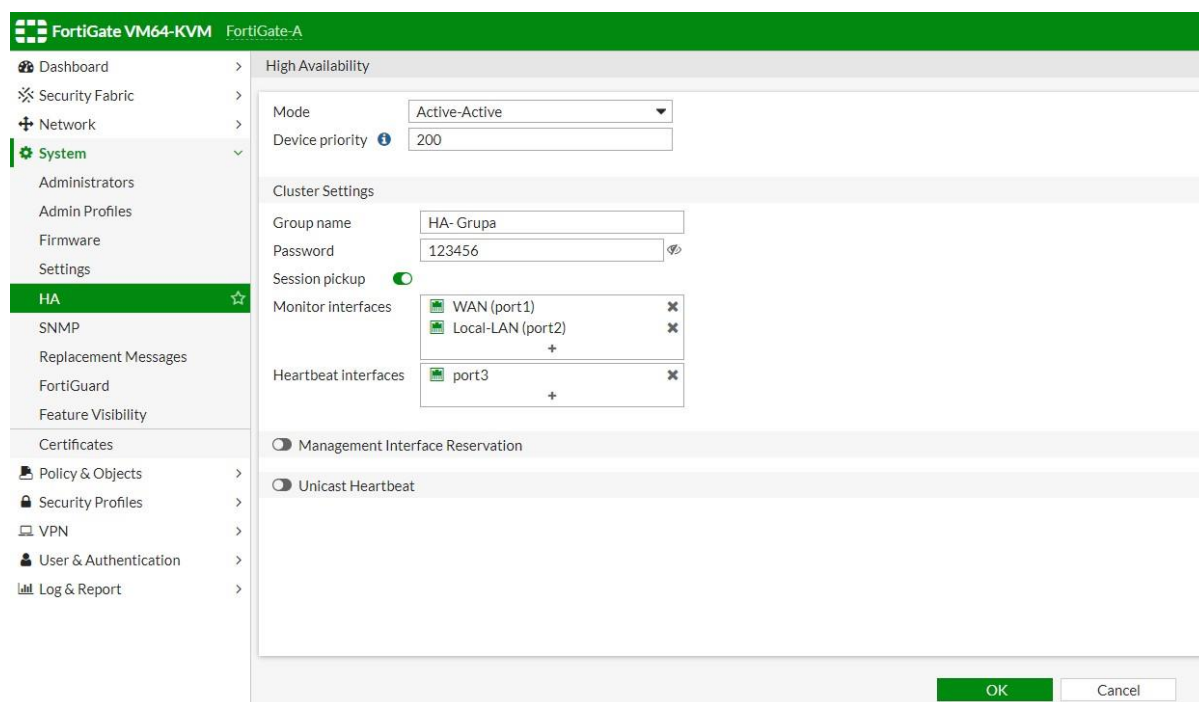 FortiGate VM64-KVM FortiGate-A
Dashboard
Security Fabric
Network
System
Administrators
Admin Profiles
Firmware
Settings
HA
SNMP
Replacement Messages
FortiGuard
Feature Visibility
Certificates
Policy & Objects
Security Profiles
VPN
User & Authentication
Log & Report
High Availability
Mode Active-Active
Device priority 200
Cluster Settings
Group name HA- Grupa
Password 123456
Session pickup
Monitor interfaces WAN (port1)
Local-LAN (port2)
+
Heartbeat interfaces port3
+
Management Interface Reservation
Unicast Heartbeat
OK Cancel